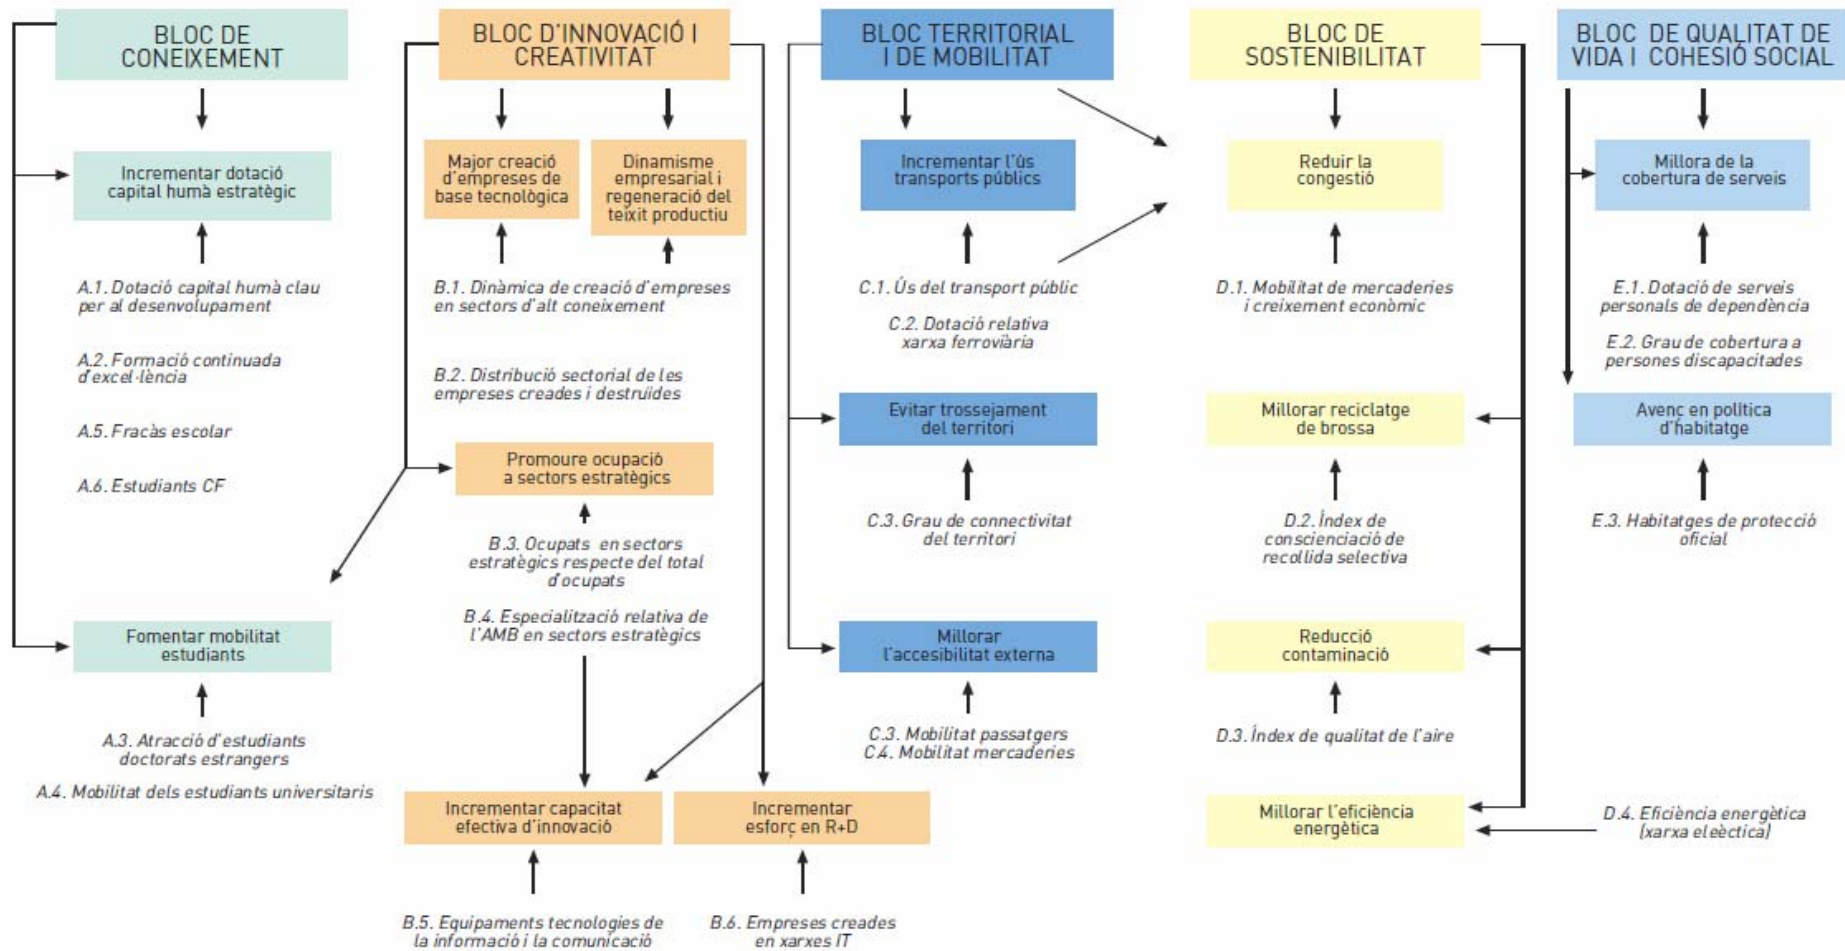 BLOC DE
CONEIXEMENT
Incrementar dotació
capital humà estratègic
A.1. Dotació capital humà clau
per al desenvolupament
A.2. Formació continuada
d'excel·lència
A.5. Fracàs escolar
A.6. Estudiants CF
Fomentar mobilitat
estudiants
A.3. Atracció d'estudiants
doctorats estrangers
A.4. Mobilitat dels estudiants universitaris
BLOC D'INNOVACIÓ I
CREATIVITAT
Major creació
d'empreses de
base tecnològica
Dinamisme
empresarial i
regeneració del
teixit productiu
B.1. Dinàmica de creació d'empreses
en sectors d'alt coneixement
B.2. Distribució sectorial de les
empreses creades i destruïdes
Promoure ocupació
a sectors estratègics
B.3. Ocupats en sectors
estratègics respecte del total
d'ocupats
B.4. Especialització relativa de
l'AMB en sectors estratègics
Incrementar capacitat
efectiva d'innovació
Incrementar
esforç en R+D
B.5. Equipaments tecnologies de
la informació i la comunicació
B.6. Empreses creades
en xarxes IT
BLOC TERRITORIAL
I DE MOBILITAT
Incrementar l'ùs
transports públics
C.1. Ús del transport públic
C.2. Dotació relativa
xarxa ferroviària
Evitar trossejament
del territori
C.3. Grau de connectivitat
del territori
Millorar
l'accesibilitat externa
C.3. Mobilitat passatgers
C.4. Mobilitat mercaderies
BLOC DE
SOSTENIBILITAT
Reduir la
congestió
D.1. Mobilitat de mercaderies
i creixement econòmic
Millorar reciclatge
de brossa
D.2. Índex de
conscienciació de
recollida selectiva
Reducció
contaminació
D.3. Índex de qualitat de l'aire
Millorar l'eficiència
energètica
D.4. Eficiència energètica
(xarxa eleèctica)
BLOC DE QUALITAT DE
VIDA I COHESIÓ SOCIAL
Millora de la
cobertura de serveis
E.1. Dotació de serveis
personals de dependència
E.2. Grau de cobertura a
persones discapacitades
Avenc en política
d'habitatge
E.3. Habitatges de protecció
oficial